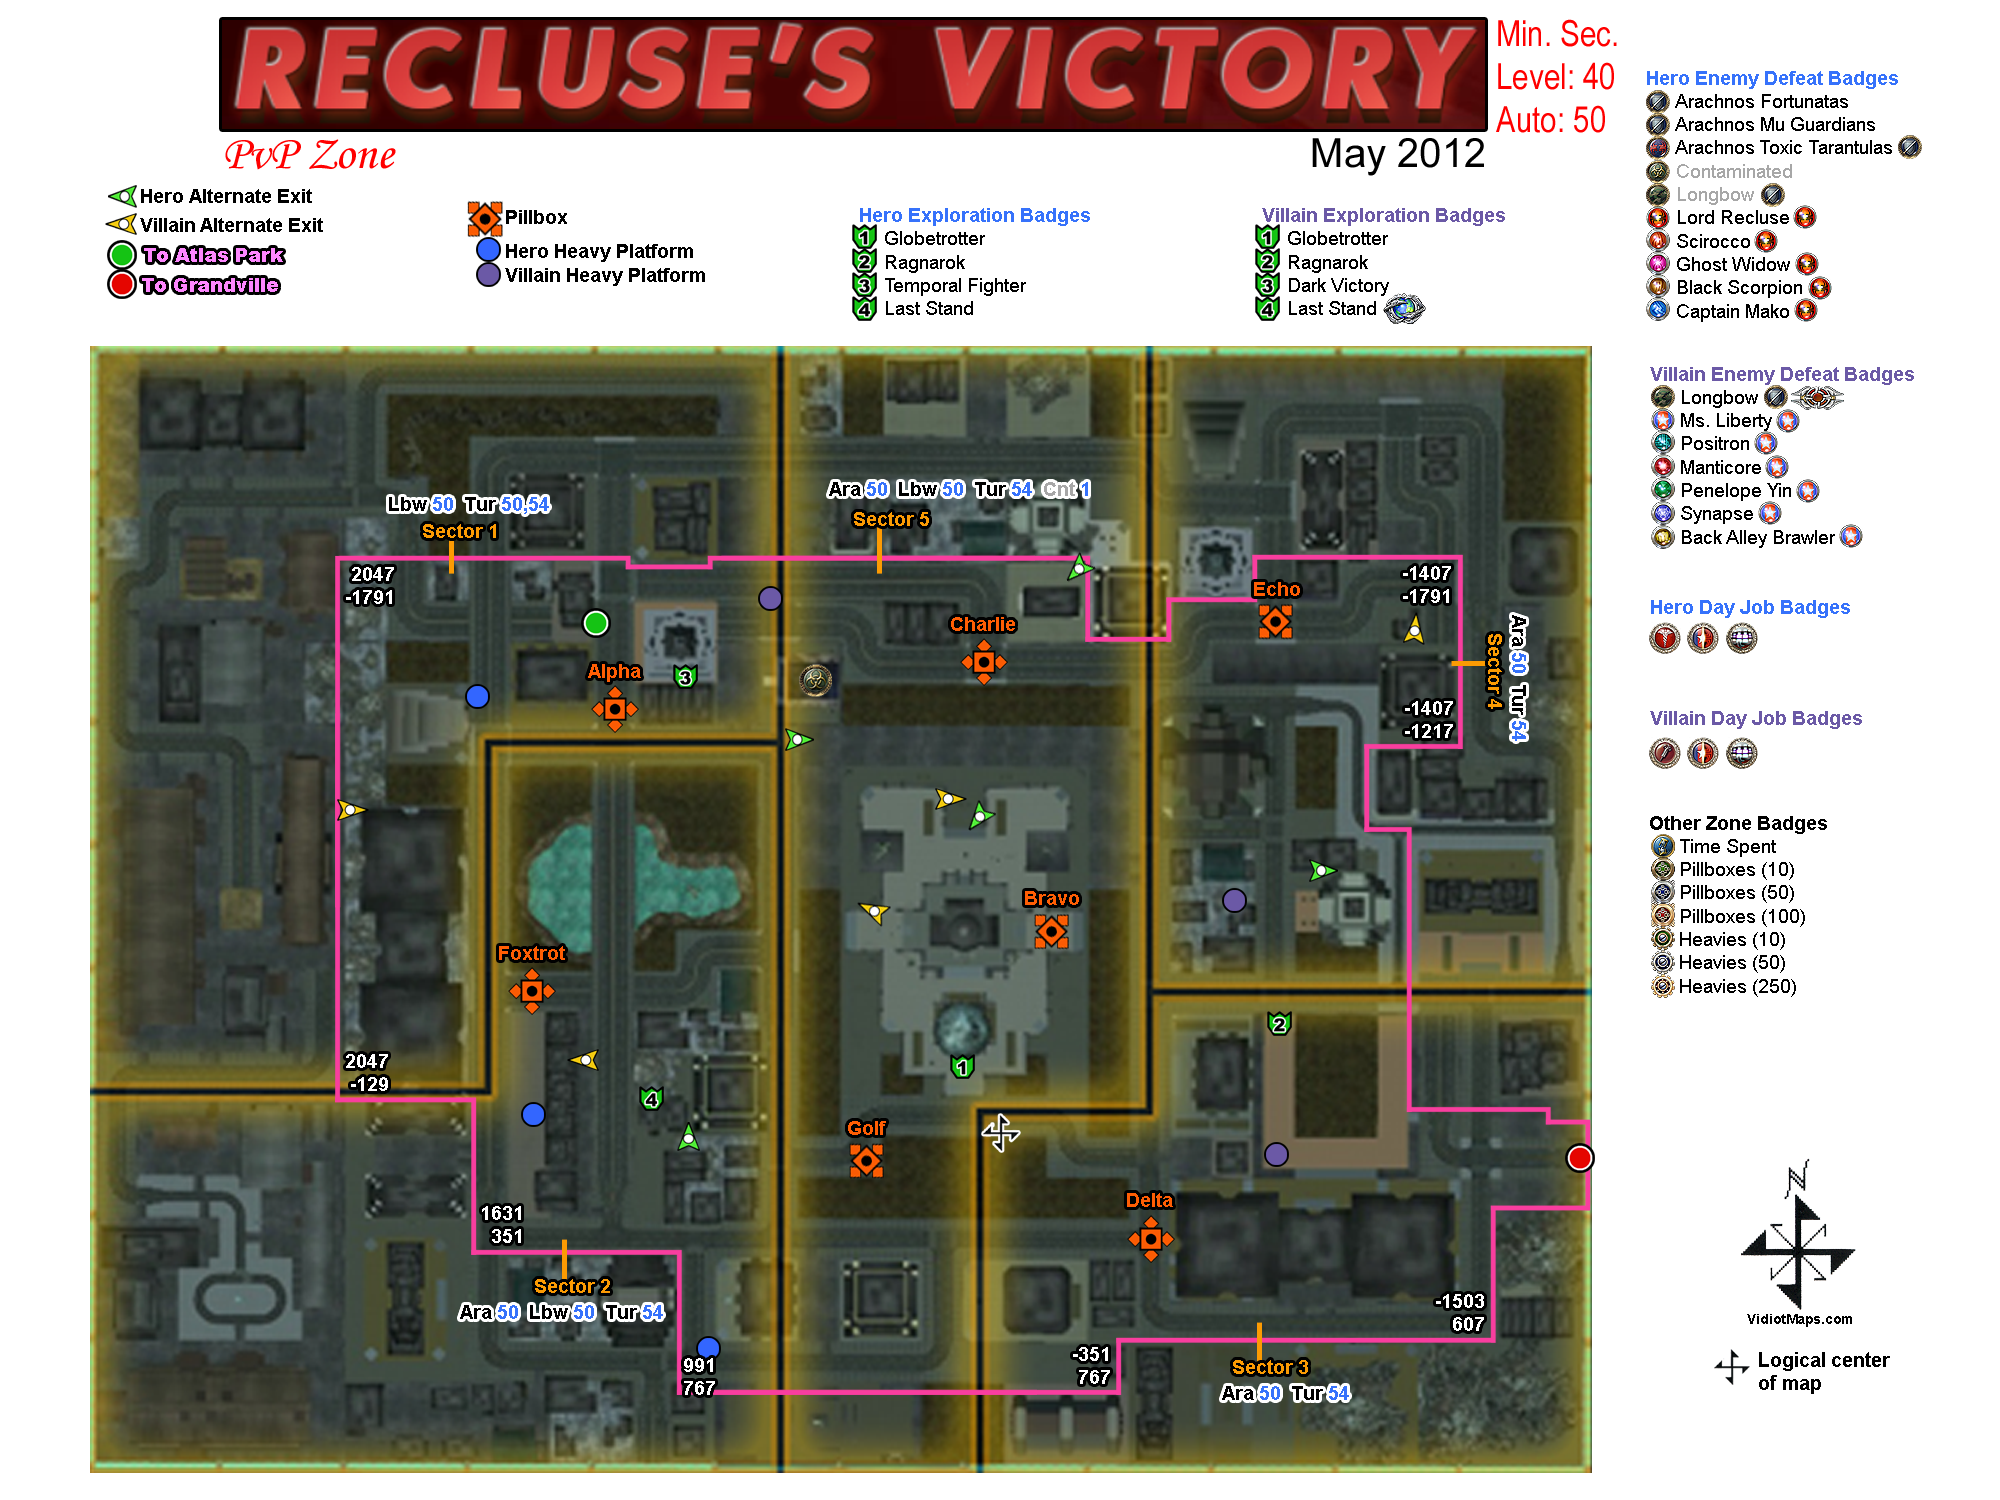 RECLUSE'S VICTORY
Min. Sec.
Level: 40
Auto: 50
PvP Zone
May 2012
Hero Alternate Exit
Villain Alternate Exit
To Atlas Park
To Grandville
Pillbox
Hero Heavy Platform
Villain Heavy Platform
Hero Exploration Badges
1 Globetrotter
2 Ragnarok
3 Temporal Fighter
4 Last Stand
Villain Exploration Badges
1 Globetrotter
2 Ragnarok
3 Dark Victory
4 Last Stand
Hero Enemy Defeat Badges
Arachnos Fortunatas
Arachnos Mu Guardians
Arachnos Toxic Tarantulas
Contaminated
Longbow
Lord Recluse
Scirocco
Ghost Widow
Black Scorpion
Captain Mako
Villain Enemy Defeat Badges
Longbow
Ms. Liberty
Positron
Manticore
Penelope Yin
Synapse
Back Alley Brawler
Hero Day Job Badges
Villain Day Job Badges
Other Zone Badges
Time Spent
Pillboxes (10)
Pillboxes (50)
Pillboxes (100)
Heavies (10)
Heavies (50)
Heavies (250)
N
VidiotMaps.com
Logical center
of map
Lbw 50 Tur 50,54
Sector 1
Ara 50 Lbw 50 Tur 54 Cnt 1
Sector 5
2047
-1791
-1407
-1791
Echo
Charlie
Alpha
3
Ara 50 Tur 54
Sector 4
-1407
-1217
Bravo
Foxtrot
2
2047
-129
1
4
Golf
Delta
1631
351
Sector 2
Ara 50 Lbw 50 Tur 54
-1503
607
991
767
-351
767
Sector 3
Ara 50 Tur 54